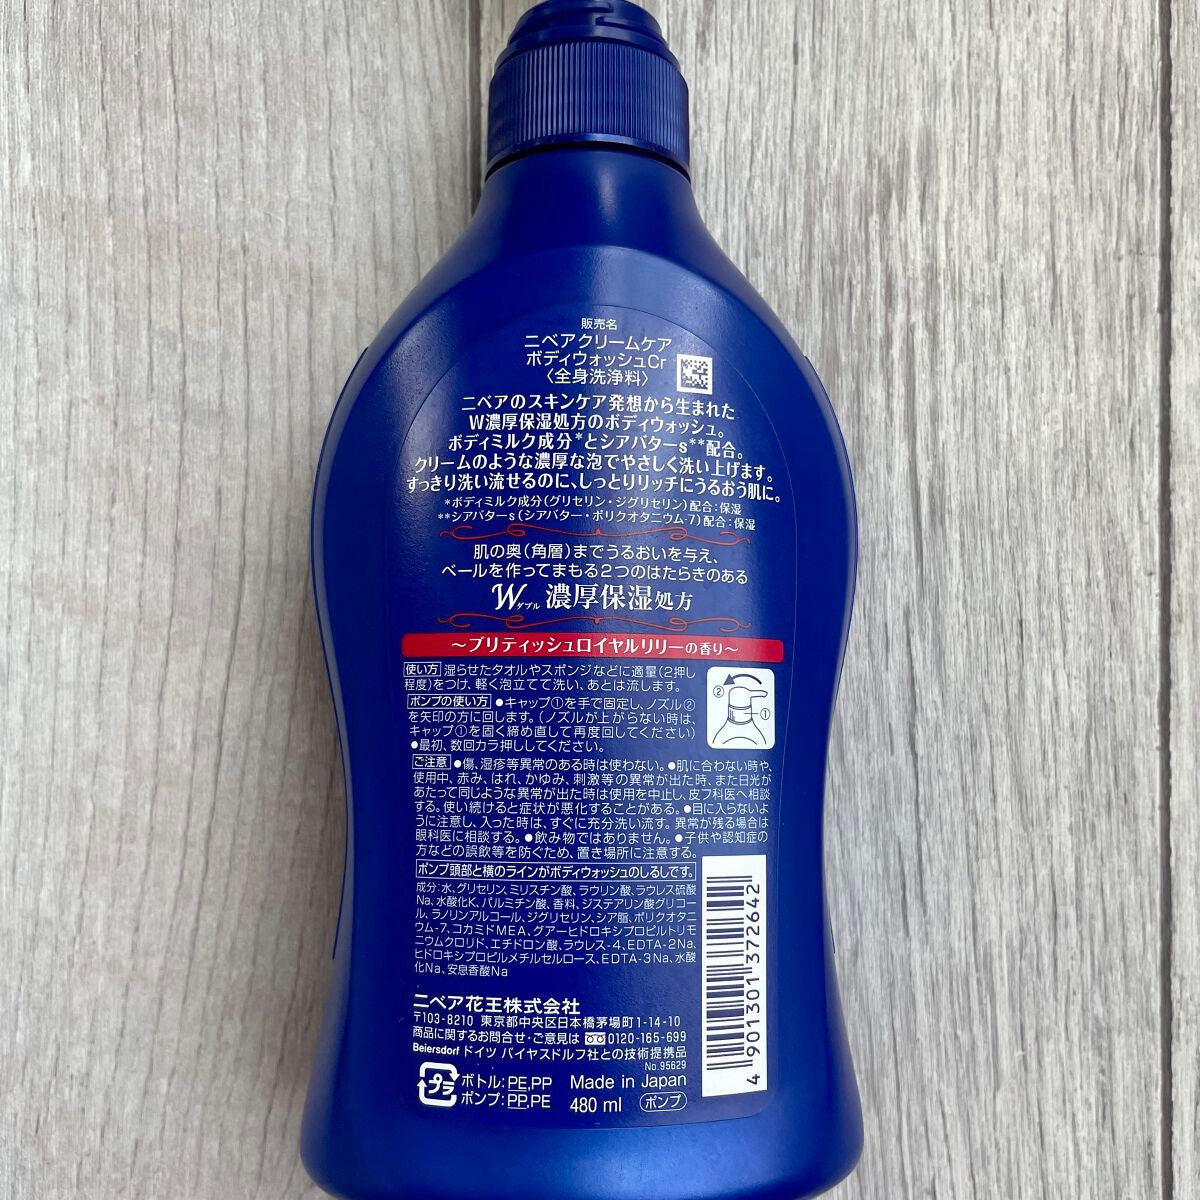 販売名
ニベアクリームケア
ボディウォッシュCr
〈全身洗浄料〉
ニベアのスキンケア発想から生まれた
W濃厚保湿処方のボディウォッシュ。
ボディミルク成分*とシアバターs**配合。
クリームのような濃厚な泡でやさしく洗い上げます。
すっきり洗い流せるのに、しっとりリッチにうるおう肌に。
*ボディミルク成分(グリセリン・ジグリセリン)配合:保湿
**シアバターs(シアバター・ポリクオタニウム-7)配合:保湿
肌の奥(角層)までうるおいを与え、
ベールを作ってまもる2つのはたらきのある
Wダブル 濃厚保湿処方
～ブリティッシュロイヤルリリーの香り～
使い方 湿らせたタオルやスポンジなどに適量(2押し
程度)をつけ、軽く泡立てて洗い、あとは流します。
ポンプの使い方 ●キャップ①を手で固定し、ノズル②
を矢印の方に回します。(ノズルが上がらない時は、
キャップ①を固く締め直して再度回してください)
●最初、数回カラ押ししてください。
② ①
ご注意 ●傷、湿疹等異常のある時は使わない。●肌に合わない時や、
使用中、赤み、はれ、かゆみ、刺激等の異常が出た時、また日光が
あたって同じような異常が出た時は使用を中止し、皮フ科医へ相談
する。使い続けると症状が悪化することがある。●目に入らないよ
うに注意し、入った時は、すぐに充分洗い流す。異常が残る場合は
眼科医に相談する。●飲み物ではありません。●子供や認知症の
方などの誤飲等を防ぐため、置き場所に注意する。
ポンプ頭部と横のラインがボディウォッシュのしるしです。
成分:水、グリセリン、ミリスチン酸、ラウリン酸、ラウレス硫酸
Na、水酸化K、パルミチン酸、香料、ジステアリン酸グリコー
ル、ラノリンアルコール、ジグリセリン、シア脂、ポリクオタニ
ウム-7、コカミドMEA、グアーヒドロキシプロピルトリモ
ニウムクロリド、エチドロン酸、ラウレス-4、EDTA-2Na、
ヒドロキシプロピルメチルセルロース、EDTA-3Na、水酸
化Na、安息香酸Na
ニベア花王株式会社
〒103-8210 東京都中央区日本橋茅場町1-14-10
商品に関するお問合せ・ご意見は 0120-165-699
Beiersdorf ドイツ バイヤスドルフ社との技術提携品
No.95629
プラ ボトル:PE,PP Made in Japan
ポンプ:PP,PE 480 ml ポンプ
4 901301 372642